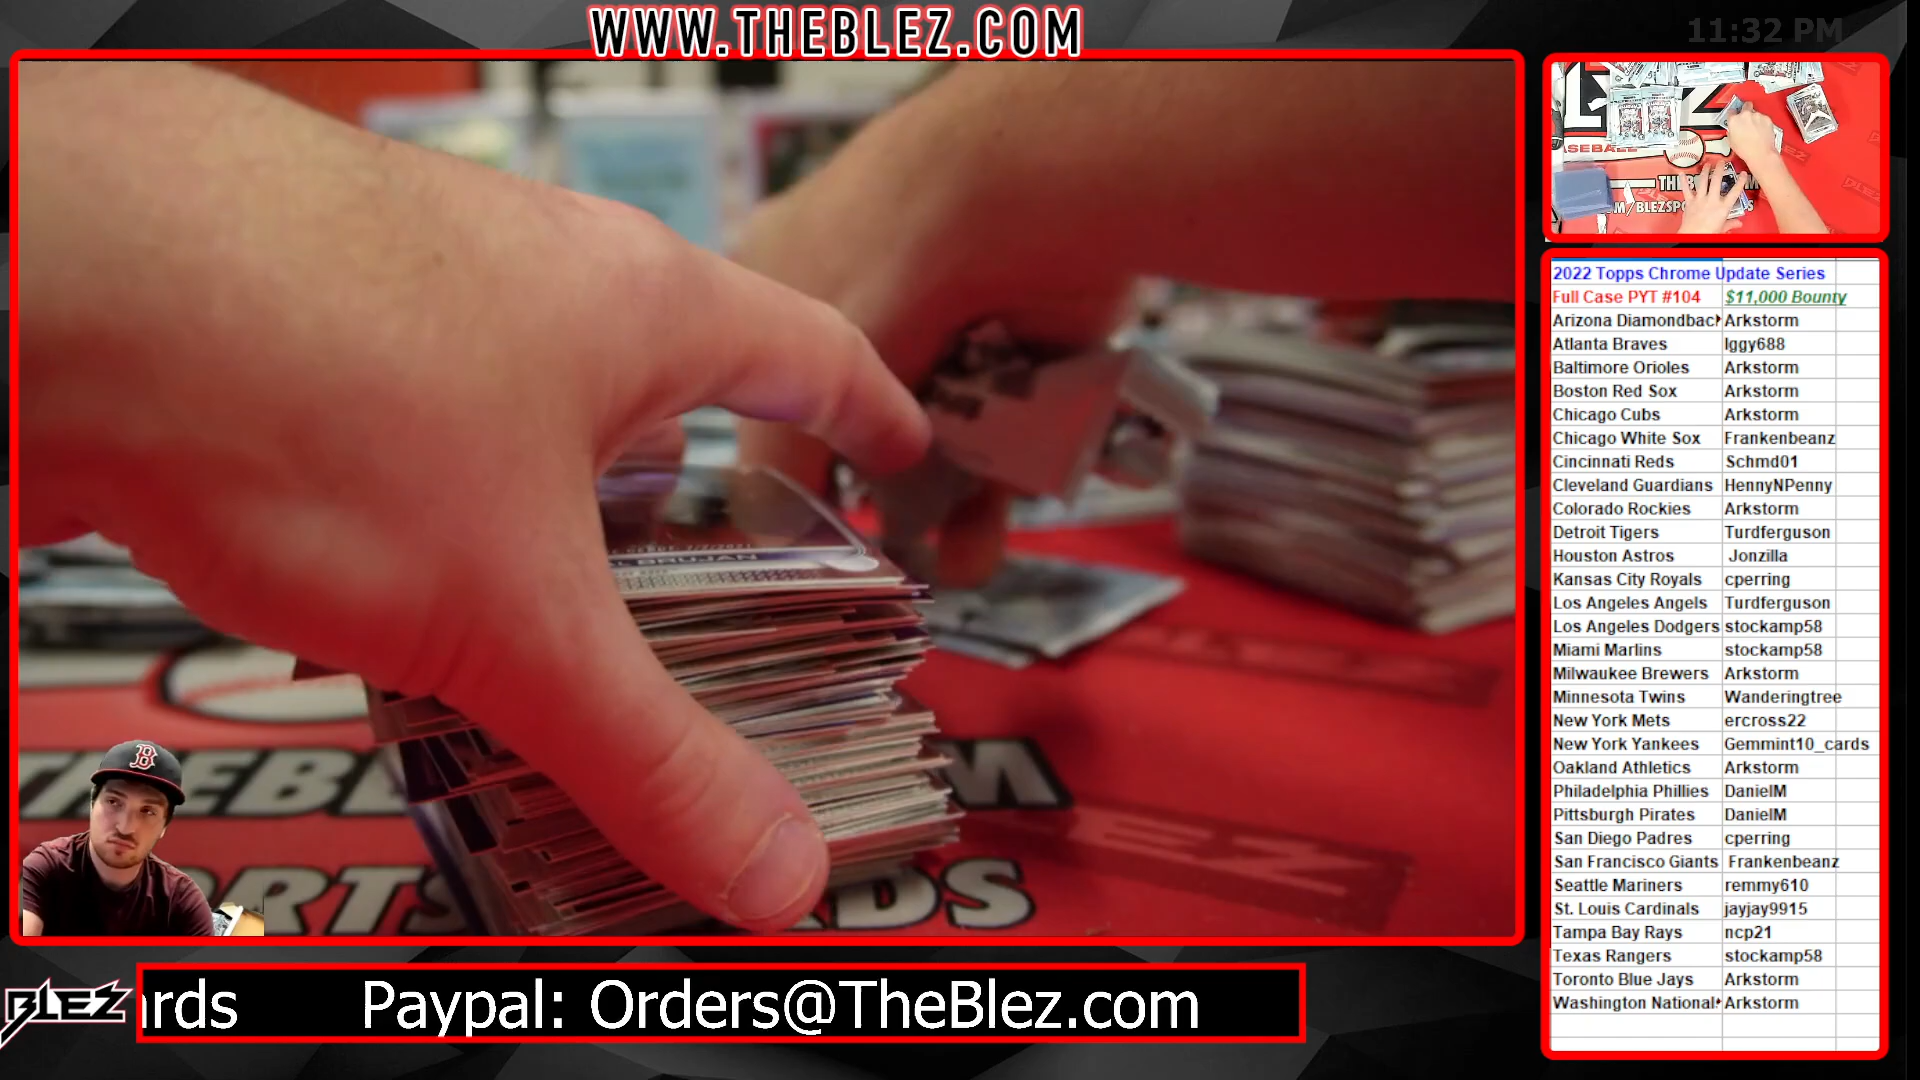 WWW.THEBLEZ.COM
11:32 PM
BRUJAN
THEBL
M
ORTS
RDS
BLEZ
rds
Paypal: Orders@TheBlez.com
ASEBALL
M/BLEZSP
2022 Topps Chrome Update Series
Full Case PYT #104 $11,000 Bounty
Arizona Diamondbac Arkstorm
Atlanta Braves Iggy688
Baltimore Orioles Arkstorm
Boston Red Sox Arkstorm
Chicago Cubs Arkstorm
Chicago White Sox Frankenbeanz
Cincinnati Reds Schmd01
Cleveland Guardians HennyNPenny
Colorado Rockies Arkstorm
Detroit Tigers Turdferguson
Houston Astros Jonzilla
Kansas City Royals cperring
Los Angeles Angels Turdferguson
Los Angeles Dodgers stockamp58
Miami Marlins stockamp58
Milwaukee Brewers Arkstorm
Minnesota Twins Wanderingtree
New York Mets ercross22
New York Yankees Gemmint10_cards
Oakland Athletics Arkstorm
Philadelphia Phillies DanielM
Pittsburgh Pirates DanielM
San Diego Padres cperring
San Francisco Giants Frankenbeanz
Seattle Mariners remmy610
St. Louis Cardinals jayjay9915
Tampa Bay Rays ncp21
Texas Rangers stockamp58
Toronto Blue Jays Arkstorm
Washington National Arkstorm